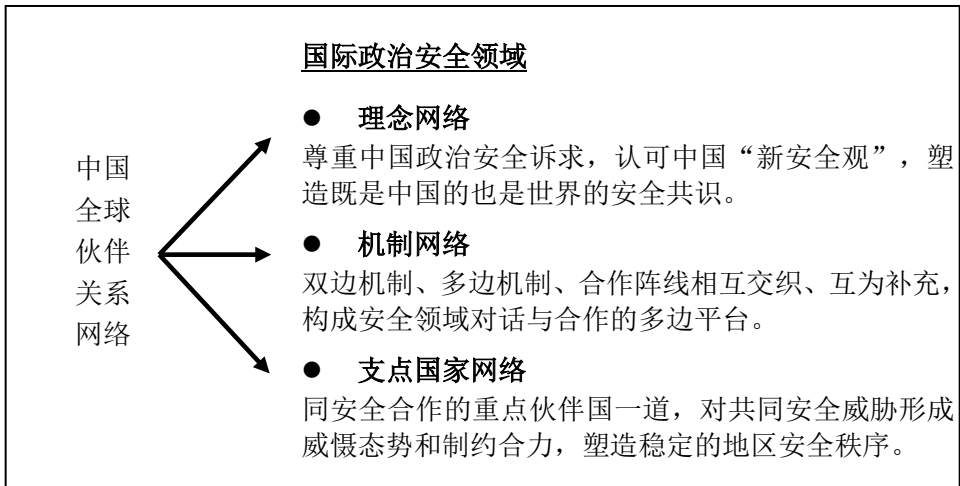 国际政治安全领域
中国
全球
伙伴
关系
网络
● 理念网络
尊重中国政治安全诉求，认可中国“新安全观”，塑
造既是中国的也是世界的安全共识。
● 机制网络
双边机制、多边机制、合作阵线相互交织、互为补充，
构成安全领域对话与合作的多边平台。
● 支点国家网络
同安全合作的重点伙伴国一道，对共同安全威胁形成
威慑态势和制约合力，塑造稳定的地区安全秩序。